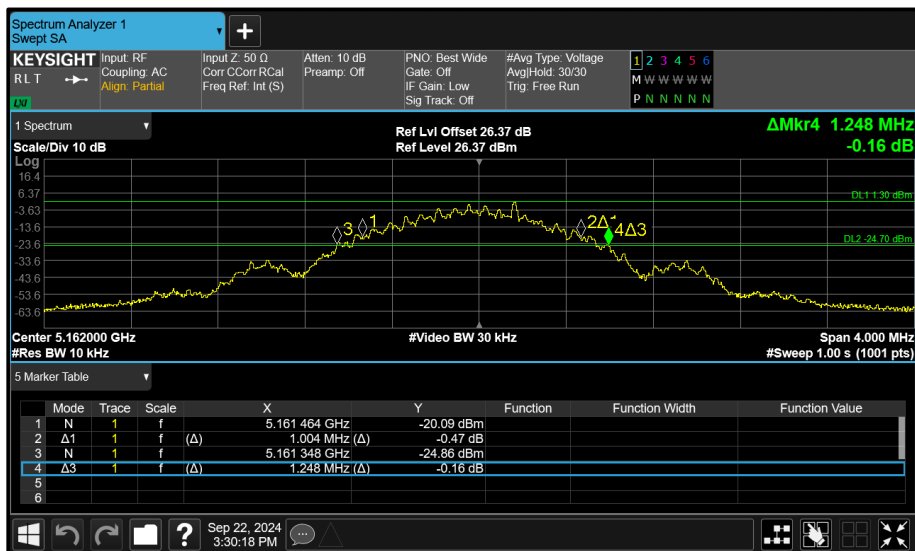 Spectrum Analyzer 1
Swept SA
+
KEYSIGHT
R L T
LXI
Input: RF
Coupling: AC
Align: Partial
Input Z: 50 Ω
Corr CCorr RCal
Freq Ref: Int (S)
Atten: 10 dB
Preamp: Off
PNO: Best Wide
Gate: Off
IF Gain: Low
Sig Track: Off
#Avg Type: Voltage
Avg|Hold: 30/30
Trig: Free Run
1 2 3 4 5 6
M W W W W W
P N N N N N
1 Spectrum
Scale/Div 10 dB
Ref Lvl Offset 26.37 dB
Ref Level 26.37 dBm
ΔMkr4 1.248 MHz
-0.16 dB
Log
16.4
6.37
-3.63
-13.6
-23.6
-33.6
-43.6
-53.6
-63.6
DL1 1.30 dBm
DL2 -24.70 dBm
3 1 2Δ1 4Δ3
Center 5.162000 GHz #Video BW 30 kHz Span 4.000 MHz
#Res BW 10 kHz #Sweep 1.00 s (1001 pts)
5 Marker Table
Mode Trace Scale X Y Function Function Width Function Value
1 N 1 f 5.161 464 GHz -20.09 dBm
2 Δ1 1 f (Δ) 1.004 MHz (Δ) -0.47 dB
3 N 1 f 5.161 348 GHz -24.86 dBm
4 Δ3 1 f (Δ) 1.248 MHz (Δ) -0.16 dB
5
6
?
Sep 22, 2024
3:30:18 PM